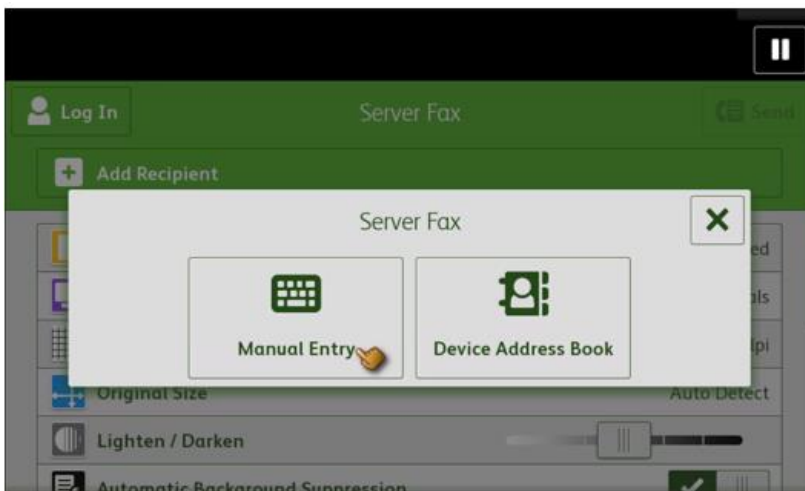 Log In
Server Fax
Send
Add Recipient
Server Fax
ed
als
lpi
Manual Entry
Device Address Book
Original Size
Auto Detect
Lighten / Darken
Automatic Background Suppression